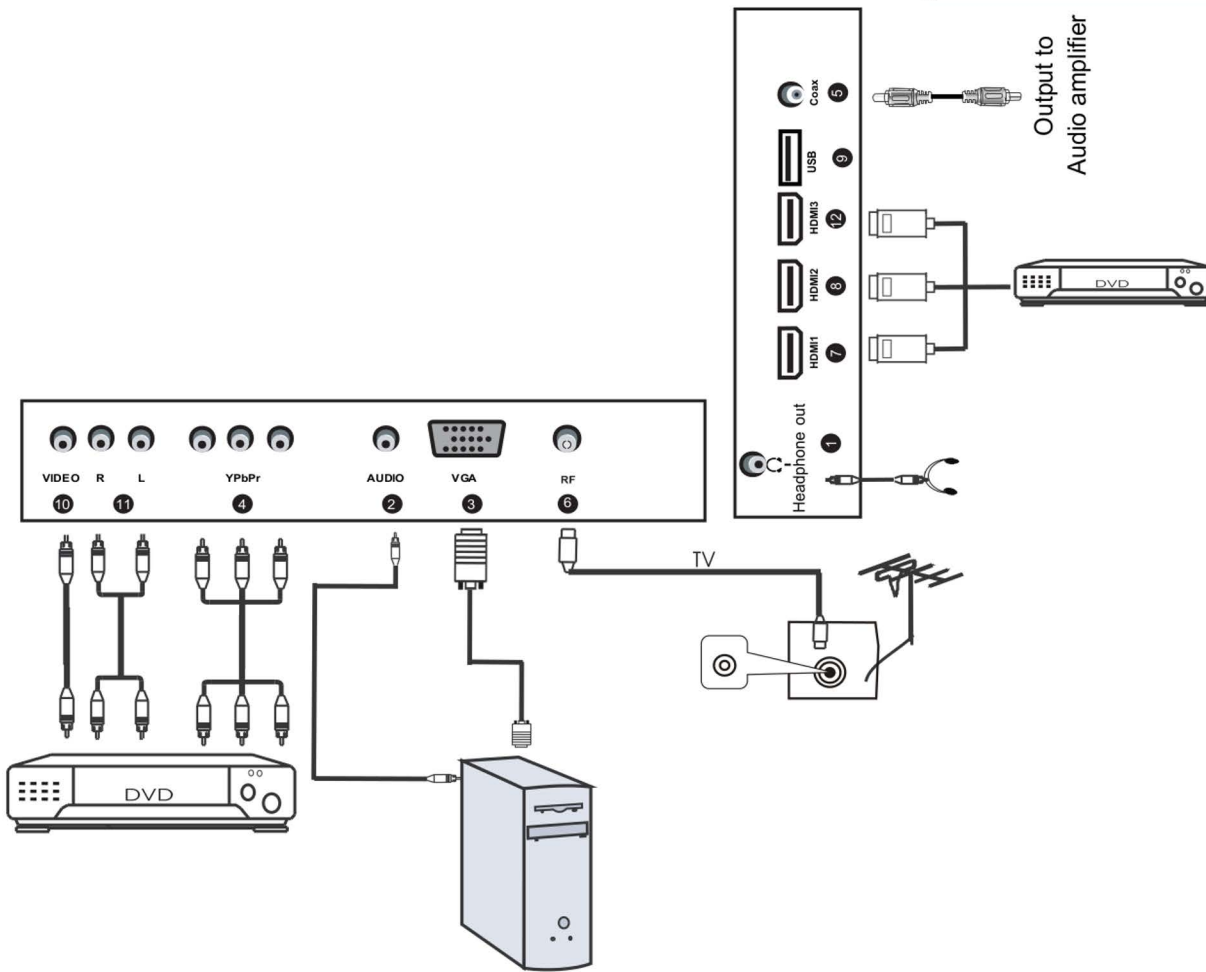 VIDEO R L YPbPr AUDIO VGA RF
10 11 4 2 3 6
TV
DVD
Headphone out HDMI1 HDMI2 HDMI3 USB Coax
1 7 8 12 9 5
Output to
Audio amplifier
DVD